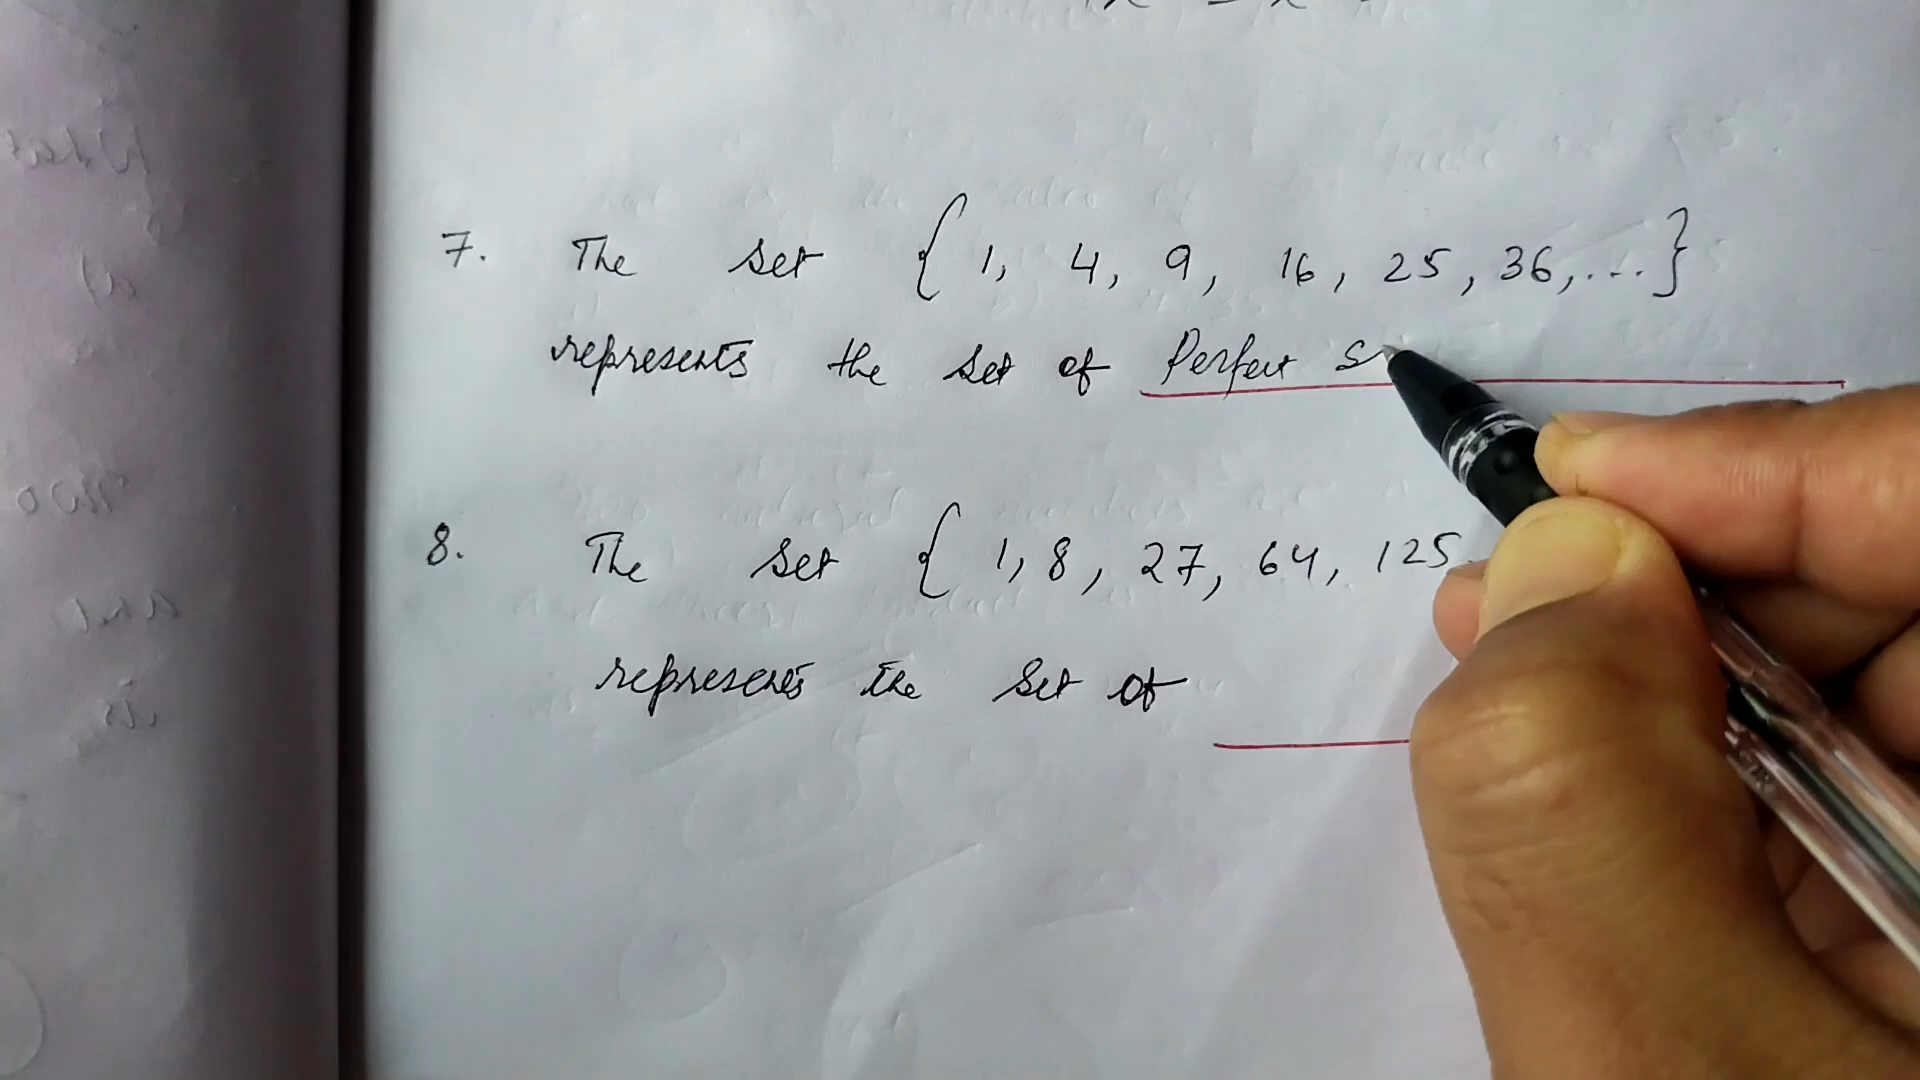 7. The set { 1, 4, 9, 16, 25, 36, ... }
represents the set of Perfect s
8. The set { 1, 8, 27, 64, 125
represents the set of